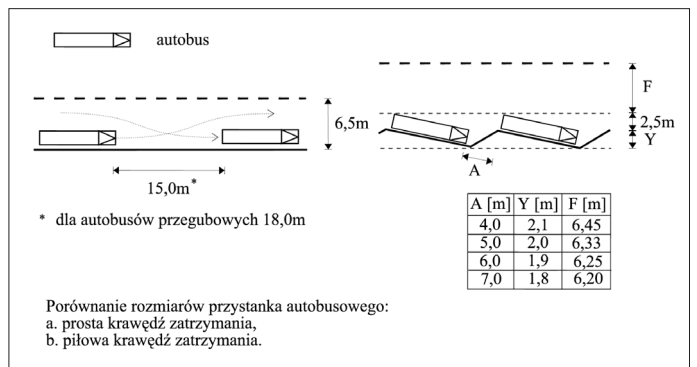 autobus
6,5m
15,0m*
* dla autobusów przegubowych 18,0m
F
2,5m
Y
A
A [m] Y [m] F [m]
4,0 2,1 6,45
5,0 2,0 6,33
6,0 1,9 6,25
7,0 1,8 6,20
Porównanie rozmiarów przystanka autobusowego:
a. prosta krawędź zatrzymania,
b. piłowa krawędź zatrzymania.